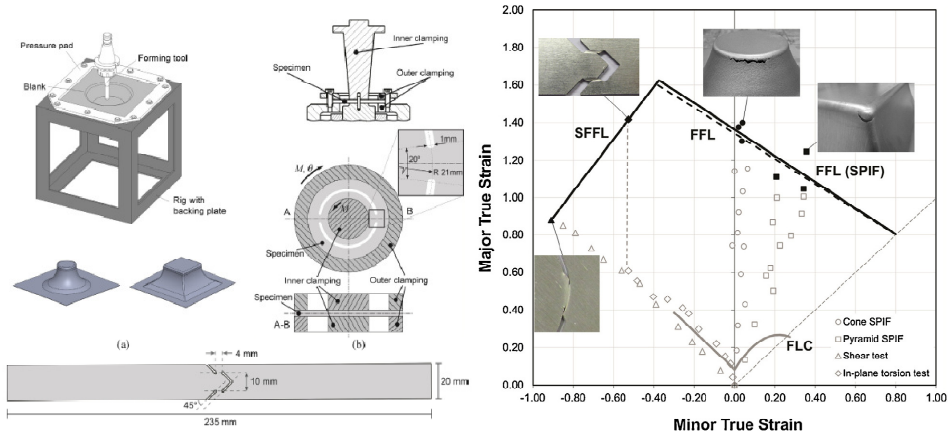 Pressure pad
Forming tool
Blank
Rig with
backing plate
(a)
Inner clamping
Specimen
Outer clamping
1mm
20°
R 21mm
M, θ
M
A
B
Specimen
Inner clamping
Outer clamping
Specimen
A-B
(b)
4 mm
10 mm
20 mm
45°
235 mm
Major True Strain
2.00
1.80
1.60
1.40
1.20
1.00
0.80
0.60
0.40
0.20
0.00
SFFL
FFL
FFL (SPIF)
FLC
Cone SPIF
Pyramid SPIF
Shear test
In-plane torsion test
-1.00 -0.80 -0.60 -0.40 -0.20 0.00 0.20 0.40 0.60 0.80 1.00
Minor True Strain